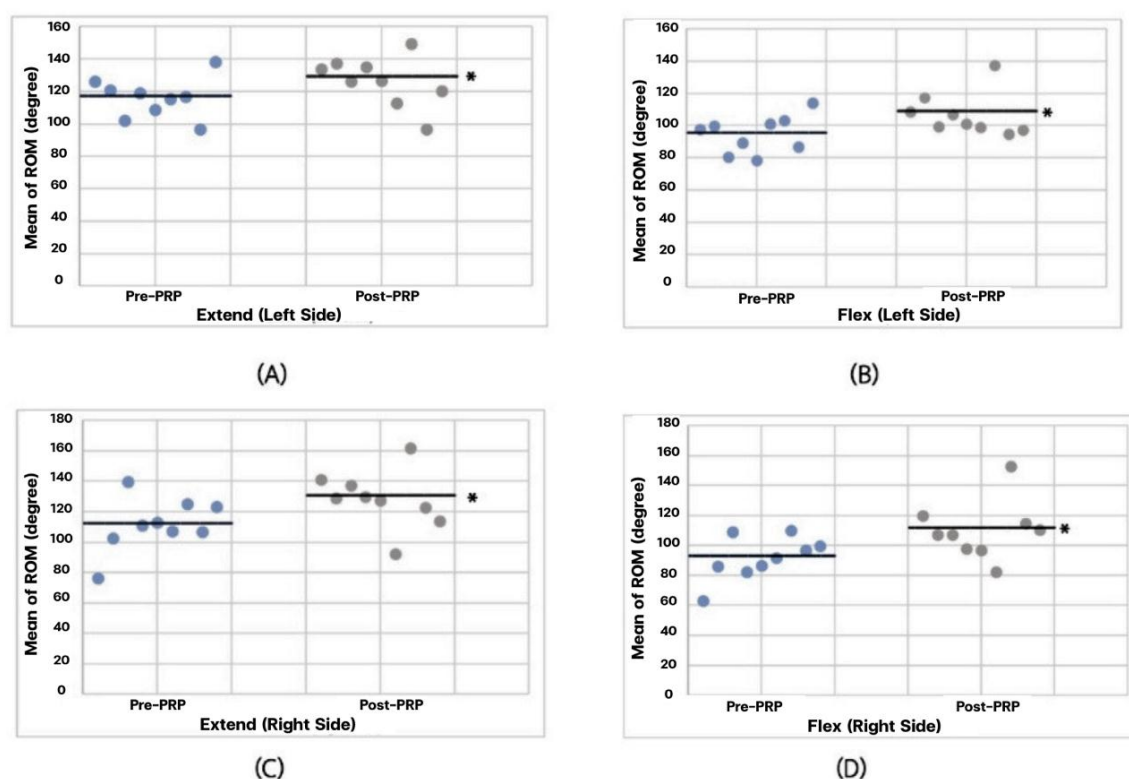 160
140
120
100
80
60
40
20
0
Mean of ROM (degree)
*
Pre-PRP
Post-PRP
Extend (Left Side)
(A)
160
140
120
100
80
60
40
20
0
Mean of ROM (degree)
*
Pre-PRP
Post-PRP
Flex (Left Side)
(B)
180
160
140
120
100
80
60
40
20
0
Mean of ROM (degree)
*
Pre-PRP
Post-PRP
Extend (Right Side)
(C)
180
160
140
120
100
80
60
40
20
0
Mean of ROM (degree)
*
Pre-PRP
Post-PRP
Flex (Right Side)
(D)